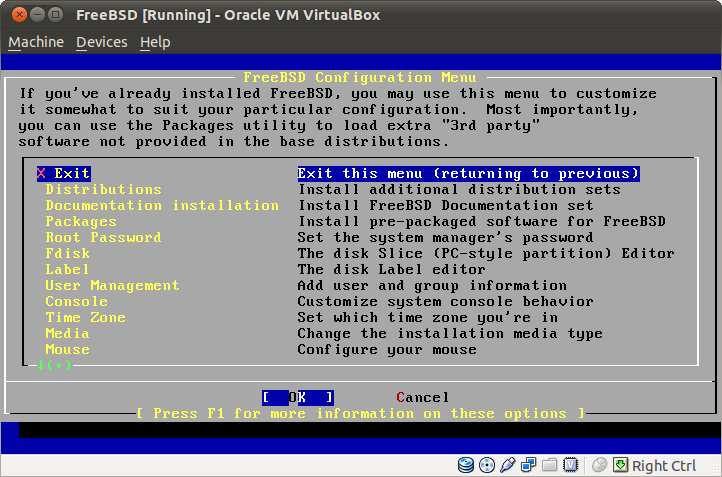 FreeBSD [Running] - Oracle VM VirtualBox
Machine Devices Help
FreeBSD Configuration Menu
If you've already installed FreeBSD, you may use this menu to customize
it somewhat to suit your particular configuration. Most importantly,
you can use the Packages utility to load extra "3rd party"
software not provided in the base distributions.
X Exit Exit this menu (returning to previous)
Distributions Install additional distribution sets
Documentation installation Install FreeBSD Documentation set
Packages Install pre-packaged software for FreeBSD
Root Password Set the system manager's password
Fdisk The disk Slice (PC-style partition) Editor
Label The disk Label editor
User Management Add user and group information
Console Customize system console behavior
Time Zone Set which time zone you're in
Media Change the installation media type
Mouse Configure your mouse
↓(+)
[ OK ] Cancel
[ Press F1 for more information on these options ]
Right Ctrl